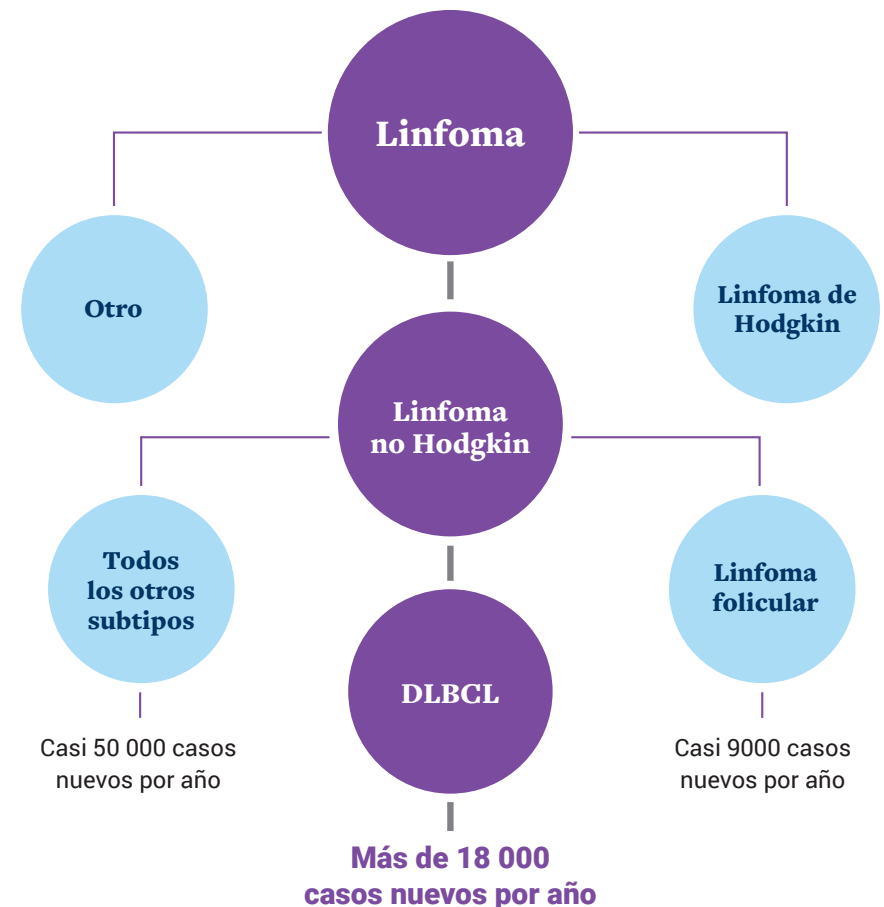 Linfoma
Otro
Linfoma de
Hodgkin
Linfoma
no Hodgkin
Todos
los otros
subtipos
Linfoma
folicular
DLBCL
Casi 50 000 casos
nuevos por año
Casi 9000 casos
nuevos por año
Más de 18 000
casos nuevos por año